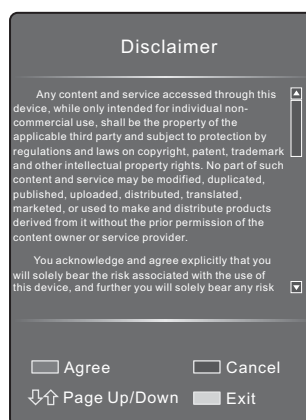 Disclaimer
Any content and service accessed through this
device, while only intended for individual non-
commercial use, shall be the property of the
applicable third party and subject to protection by
regulations and laws on copyright, patent, trademark
and other intellectual property rights. No part of such
content and service may be modified, duplicated,
published, uploaded, distributed, translated,
marketed, or used to make and distribute products
derived from it without the prior permission of the
content owner or service provider.
You acknowledge and agree explicitly that you
will solely bear the risk associated with the use of
this device, and further you will solely bear any risk
Agree Cancel
Page Up/Down Exit